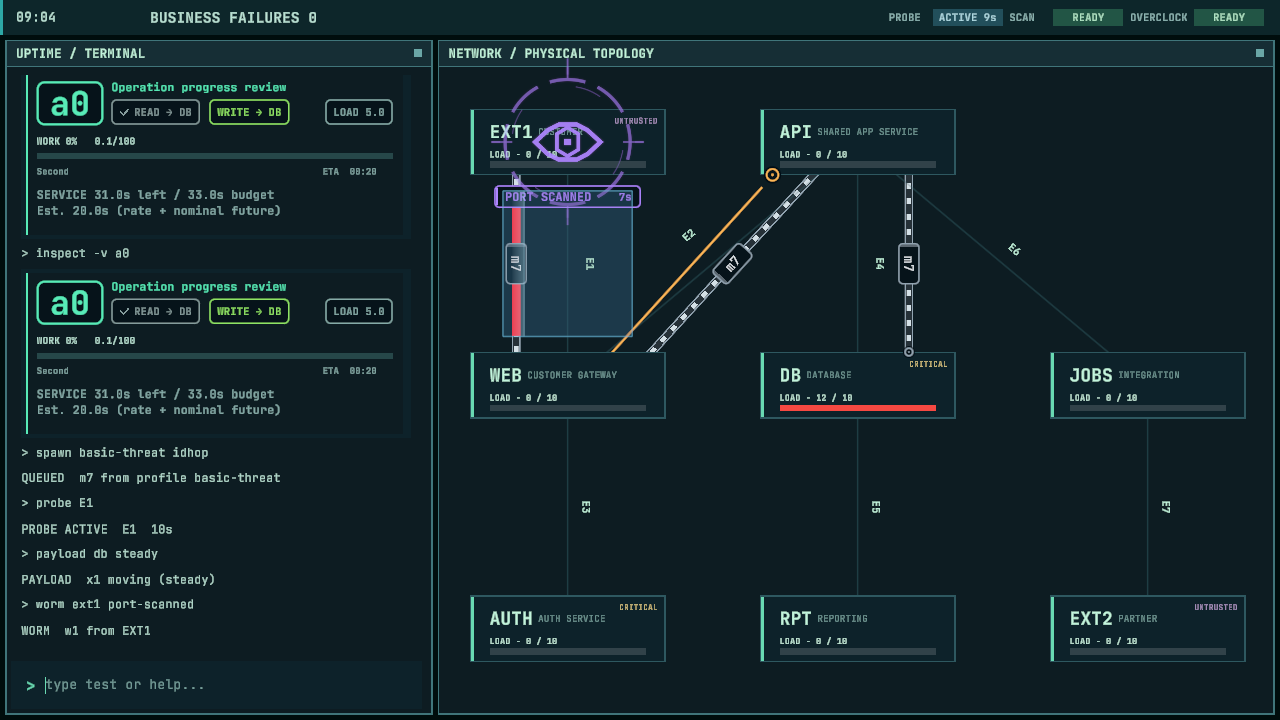 09:04
BUSINESS FAILURES 0
PROBE ACTIVE 9s SCAN READY OVERCLOCK READY
UPTIME / TERMINAL
a0 Operation progress review
✓ READ → DB WRITE → DB LOAD 5.0
WORK 0% 0.1/100
Second ETA 00:20
SERVICE 31.0s left / 33.0s budget
Est. 20.0s (rate + nominal future)
> inspect -v a0
a0 Operation progress review
✓ READ → DB WRITE → DB LOAD 5.0
WORK 0% 0.1/100
Second ETA 00:20
SERVICE 31.0s left / 33.0s budget
Est. 20.0s (rate + nominal future)
> spawn basic-threat idhop
QUEUED m7 from profile basic-threat
> probe E1
PROBE ACTIVE E1 10s
> payload db steady
PAYLOAD x1 moving (steady)
> worm ext1 port-scanned
WORM w1 from EXT1
> type test or help...
NETWORK / PHYSICAL TOPOLOGY
UNTRUSTED
EXT1 CUSTOMER
LOAD - 0 / 10
PORT SCANNED 7s
API SHARED APP SERVICE
LOAD - 0 / 10
m7
E1
E2
m7
E4
m7
E6
WEB CUSTOMER GATEWAY
LOAD - 0 / 10
CRITICAL
DB DATABASE
LOAD - 12 / 10
JOBS INTEGRATION
LOAD - 0 / 10
E3
E5
E7
CRITICAL
AUTH AUTH SERVICE
LOAD - 0 / 10
RPT REPORTING
LOAD - 0 / 10
UNTRUSTED
EXT2 PARTNER
LOAD - 0 / 10